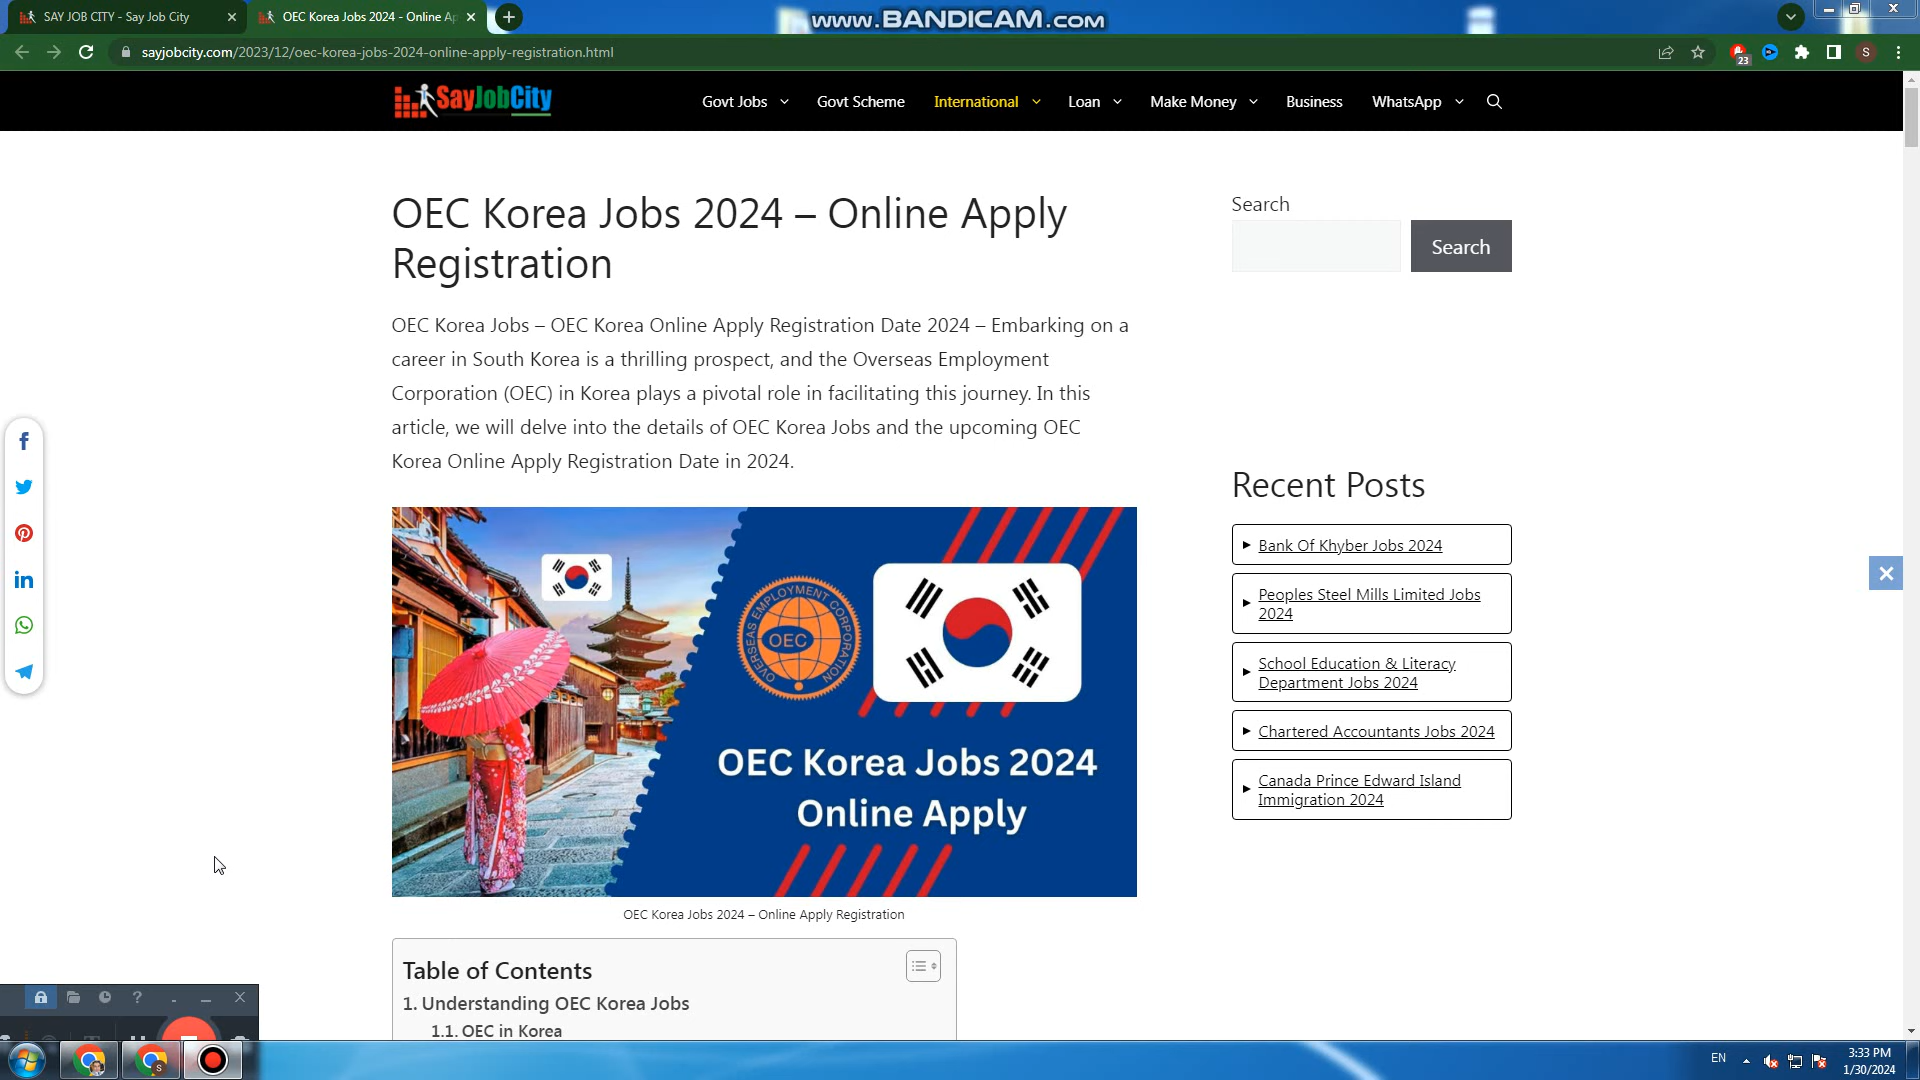 SAY JOB CITY - Say Job City
OEC Korea Jobs 2024 - Online Ap
www.BANDICAM.com
sayjobcity.com/2023/12/oec-korea-jobs-2024-online-apply-registration.html
23
S
SayJobCity
Govt Jobs
Govt Scheme
International
Loan
Make Money
Business
WhatsApp
OEC Korea Jobs 2024 – Online Apply
Registration
OEC Korea Jobs – OEC Korea Online Apply Registration Date 2024 – Embarking on a
career in South Korea is a thrilling prospect, and the Overseas Employment
Corporation (OEC) in Korea plays a pivotal role in facilitating this journey. In this
article, we will delve into the details of OEC Korea Jobs and the upcoming OEC
Korea Online Apply Registration Date in 2024.
OVERSEAS EMPLOYMENT CORPORATION
OEC
OEC Korea Jobs 2024
Online Apply
OEC Korea Jobs 2024 – Online Apply Registration
Table of Contents
1. Understanding OEC Korea Jobs
1.1. OEC in Korea
Search
Search
Recent Posts
Bank Of Khyber Jobs 2024
Peoples Steel Mills Limited Jobs
2024
School Education & Literacy
Department Jobs 2024
Chartered Accountants Jobs 2024
Canada Prince Edward Island
Immigration 2024
EN
3:33 PM
1/30/2024